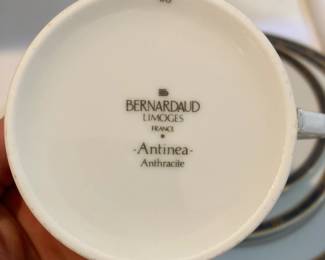 BERNARDAUD
LIMOGES
FRANCE
-Antinea-
Anthracite